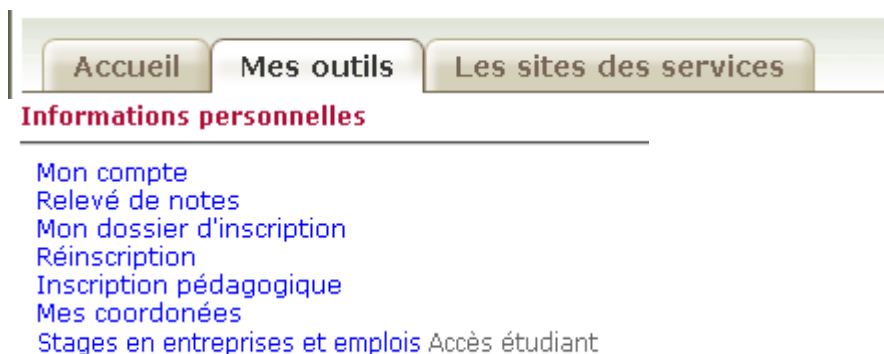 Accueil Mes outils Les sites des services
Informations personnelles
Mon compte
Relevé de notes
Mon dossier d'inscription
Réinscription
Inscription pédagogique
Mes coordonées
Stages en entreprises et emplois Accès étudiant